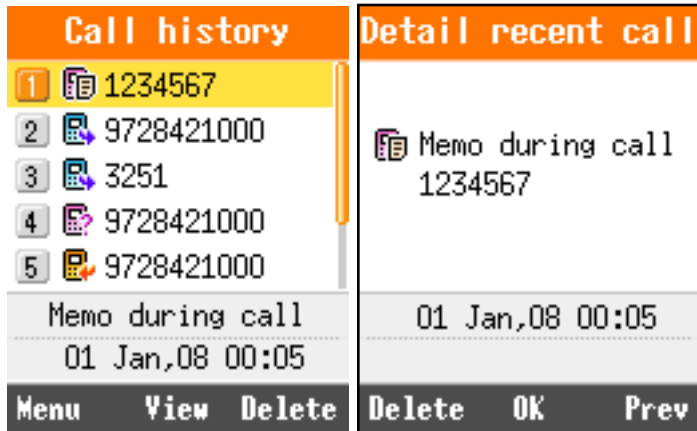 Call history
1 1234567
2 9728421000
3 3251
4 9728421000
5 9728421000
Memo during call
01 Jan,08 00:05
Menu View Delete
Detail recent call
Memo during call
1234567
01 Jan,08 00:05
Delete OK Prev